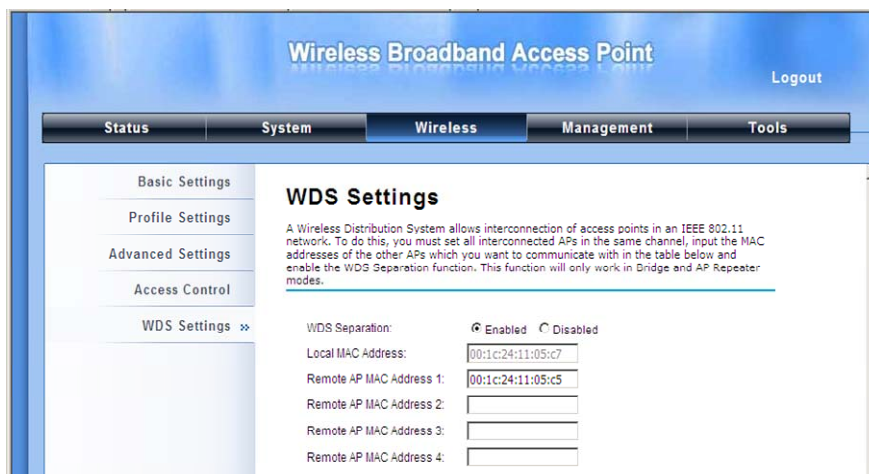 Wireless Broadband Access Point
Logout
Status System Wireless Management Tools
Basic Settings
Profile Settings
Advanced Settings
Access Control
WDS Settings »
WDS Settings
A Wireless Distribution System allows interconnection of access points in an IEEE 802.11
network. To do this, you must set all interconnected APs in the same channel, input the MAC
addresses of the other APs which you want to communicate with in the table below and
enable the WDS Separation function. This function will only work in Bridge and AP Repeater
modes.
WDS Separation: Enabled Disabled
Local MAC Address: 00:1c:24:11:05:c7
Remote AP MAC Address 1: 00:1c:24:11:05:c5
Remote AP MAC Address 2:
Remote AP MAC Address 3:
Remote AP MAC Address 4: